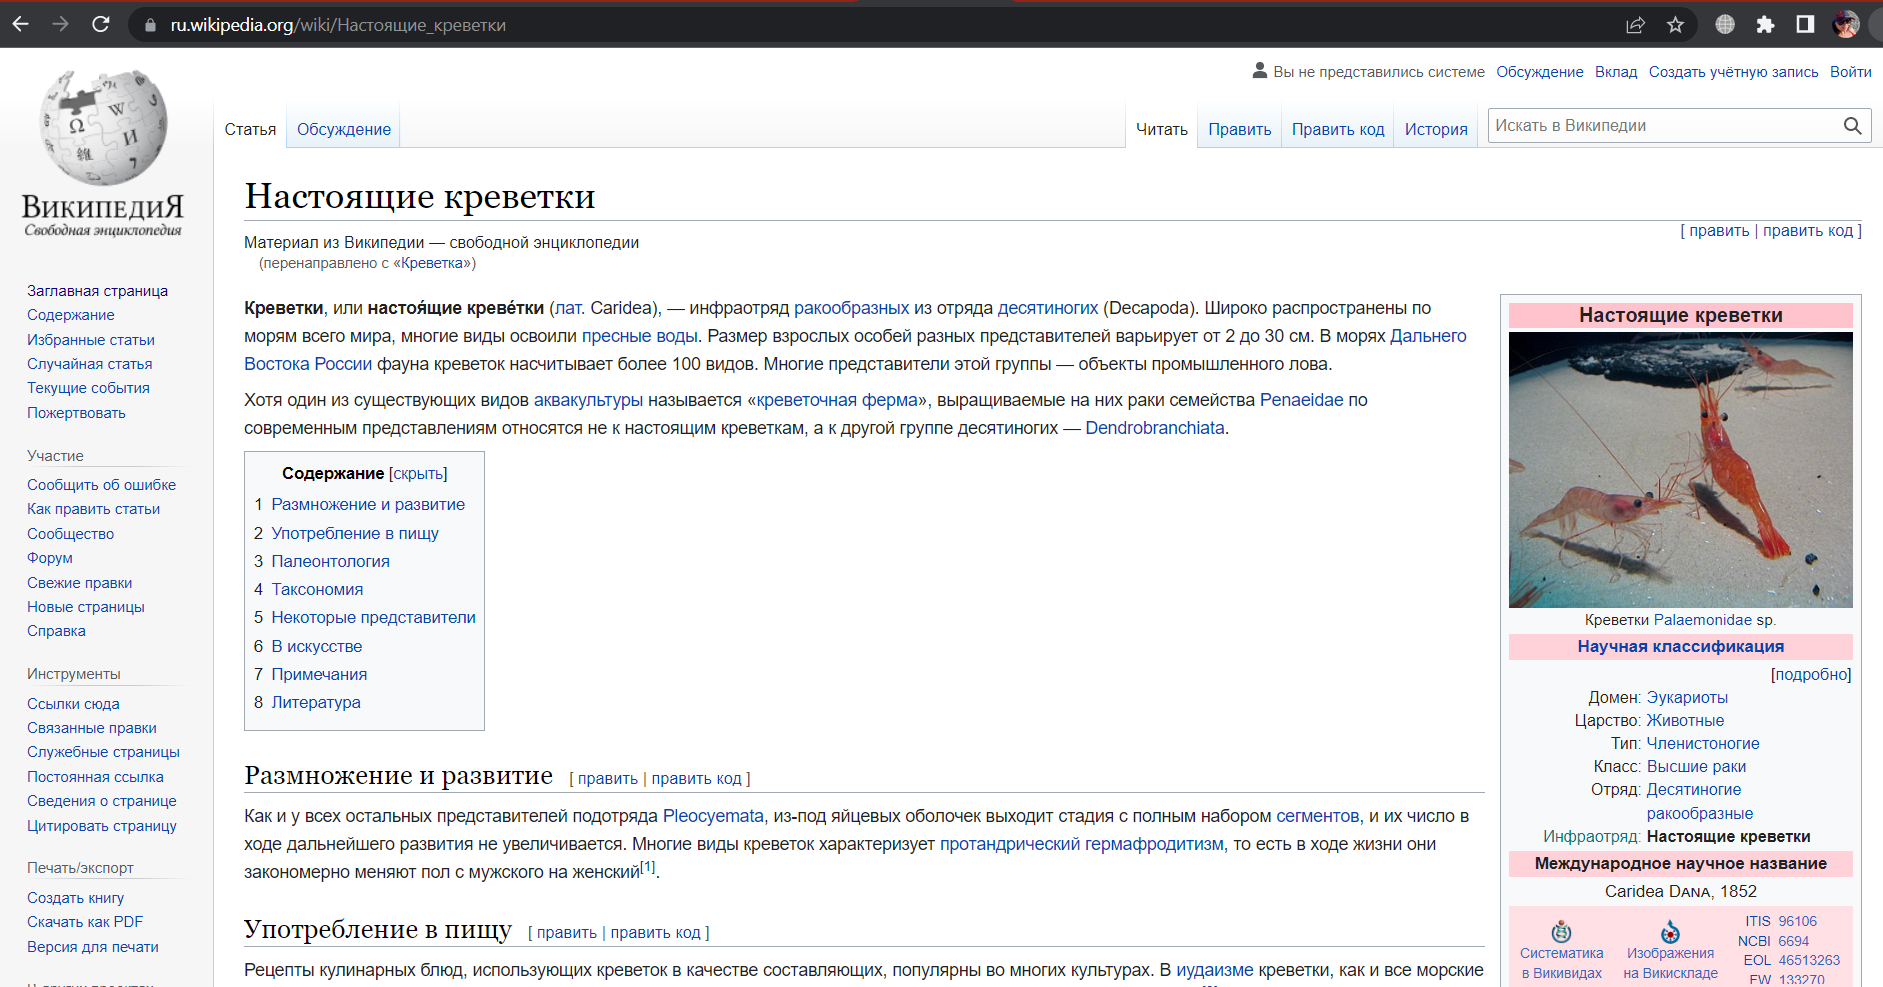 ru.wikipedia.org/wiki/Настоящие_креветки
Вы не представились системе Обсуждение Вклад Создать учётную запись Войти
Статья Обсуждение Читать Править Править код История Искать в Википедии
ВикипедиЯ
Свободная энциклопедия
Заглавная страница
Содержание
Избранные статьи
Случайная статья
Текущие события
Пожертвовать
Участие
Сообщить об ошибке
Как править статьи
Сообщество
Форум
Свежие правки
Новые страницы
Справка
Инструменты
Ссылки сюда
Связанные правки
Служебные страницы
Постоянная ссылка
Сведения о странице
Цитировать страницу
Печать/экспорт
Создать книгу
Скачать как PDF
Версия для печати
Настоящие креветки
[ править | править код ]
Материал из Википедии — свободной энциклопедии
(перенаправлено с «Креветка»)
Креветки, или настоя́щие креве́тки (лат. Caridea), — инфраотряд ракообразных из отряда десятиногих (Decapoda). Широко распространены по
морям всего мира, многие виды освоили пресные воды. Размер взрослых особей разных представителей варьирует от 2 до 30 см. В морях Дальнего
Востока России фауна креветок насчитывает более 100 видов. Многие представители этой группы — объекты промышленного лова.
Хотя один из существующих видов аквакультуры называется «креветочная ферма», выращиваемые на них раки семейства Penaeidae по
современным представлениям относятся не к настоящим креветкам, а к другой группе десятиногих — Dendrobranchiata.
Содержание [скрыть]
1 Размножение и развитие
2 Употребление в пищу
3 Палеонтология
4 Таксономия
5 Некоторые представители
6 В искусстве
7 Примечания
8 Литература
Размножение и развитие [ править | править код ]
Как и у всех остальных представителей подотряда Pleocyemata, из-под яйцевых оболочек выходит стадия с полным набором сегментов, и их число в
ходе дальнейшего развития не увеличивается. Многие виды креветок характеризует протандрический гермафродитизм, то есть в ходе жизни они
закономерно меняют пол с мужского на женский[1].
Употребление в пищу [ править | править код ]
Рецепты кулинарных блюд, использующих креветок в качестве составляющих, популярны во многих культурах. В иудаизме креветки, как и все морские
Настоящие креветки
Креветки Palaemonidae sp.
Научная классификация
[подробно]
Домен: Эукариоты
Царство: Животные
Тип: Членистоногие
Класс: Высшие раки
Отряд: Десятиногие
ракообразные
Инфраотряд: Настоящие креветки
Международное научное название
Caridea Dana, 1852
Систематика
в Викивидах
Изображения
на Викискладе
ITIS 96106
NCBI 6694
EOL 46513263
FW 133270